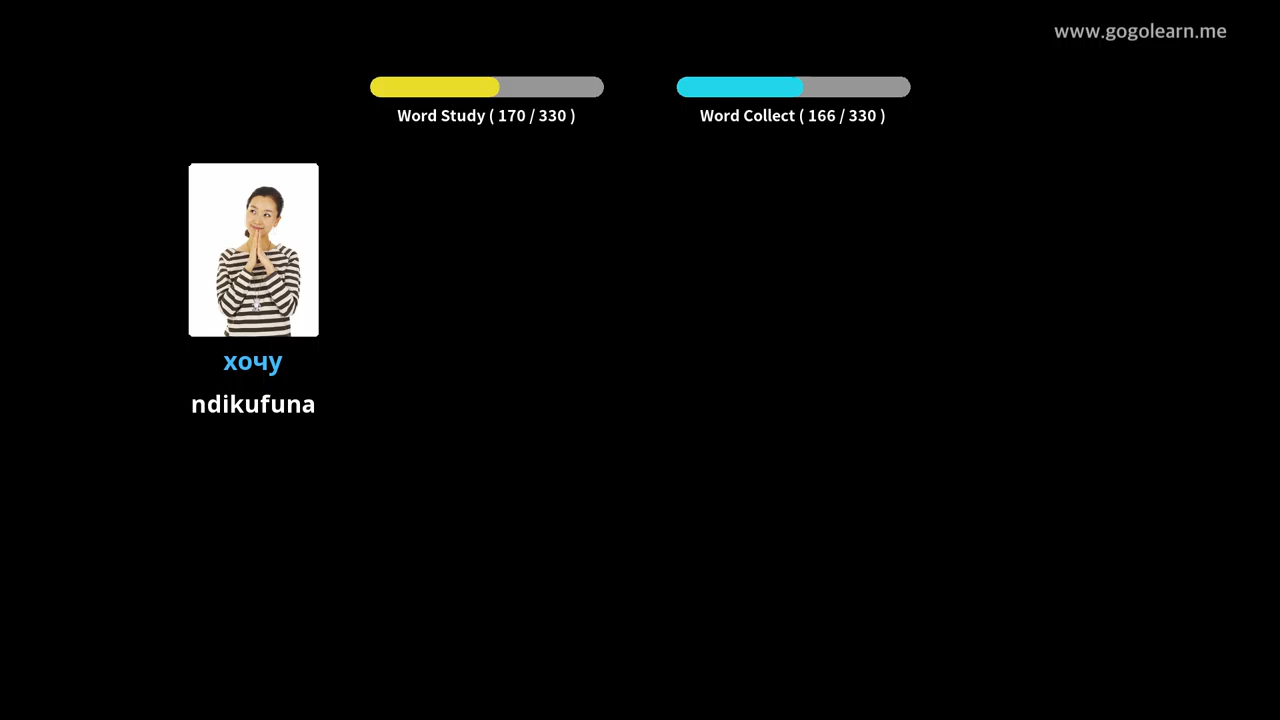 www.gogolearn.me
Word Study ( 170 / 330 )
Word Collect ( 166 / 330 )
хочу
ndikufuna